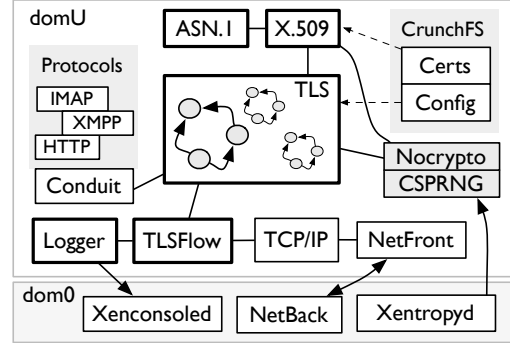 domU
ASN.1
X.509
CrunchFS
Protocols
Certs
TLS
IMAP
Config
XMPP
HTTP
Nocrypto
Conduit
CSPRNG
Logger
TLSFlow
TCP/IP
NetFront
dom0
Xenconsoled
NetBack
Xentropyd